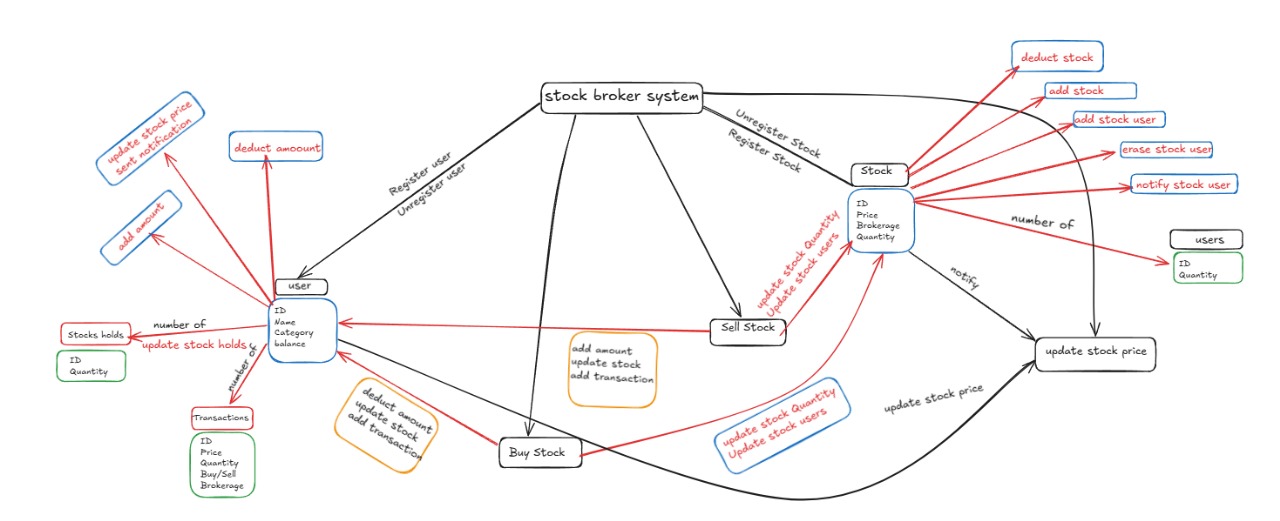 stock broker system
Register user
Unregister user
Unregister Stock
Register Stock
update stock price
sent notification
deduct amoount
add amount
user
ID
Name
Category
balance
number of
Stocks holds
update stock holds
ID
Quantity
number of
Transactions
ID
Price
Quantity
Buy/Sell
Brokerage
deduct amount
update stock
add transaction
Buy Stock
add amount
update stock
add transaction
Sell Stock
update stock Quantity
Update stock users
update stock Quantity
Update stock users
Stock
ID
Price
Brokerage
Quantity
deduct stock
add stock
add stock user
erase stock user
notify stock user
number of
users
ID
Quantity
notify
update stock price
update stock price